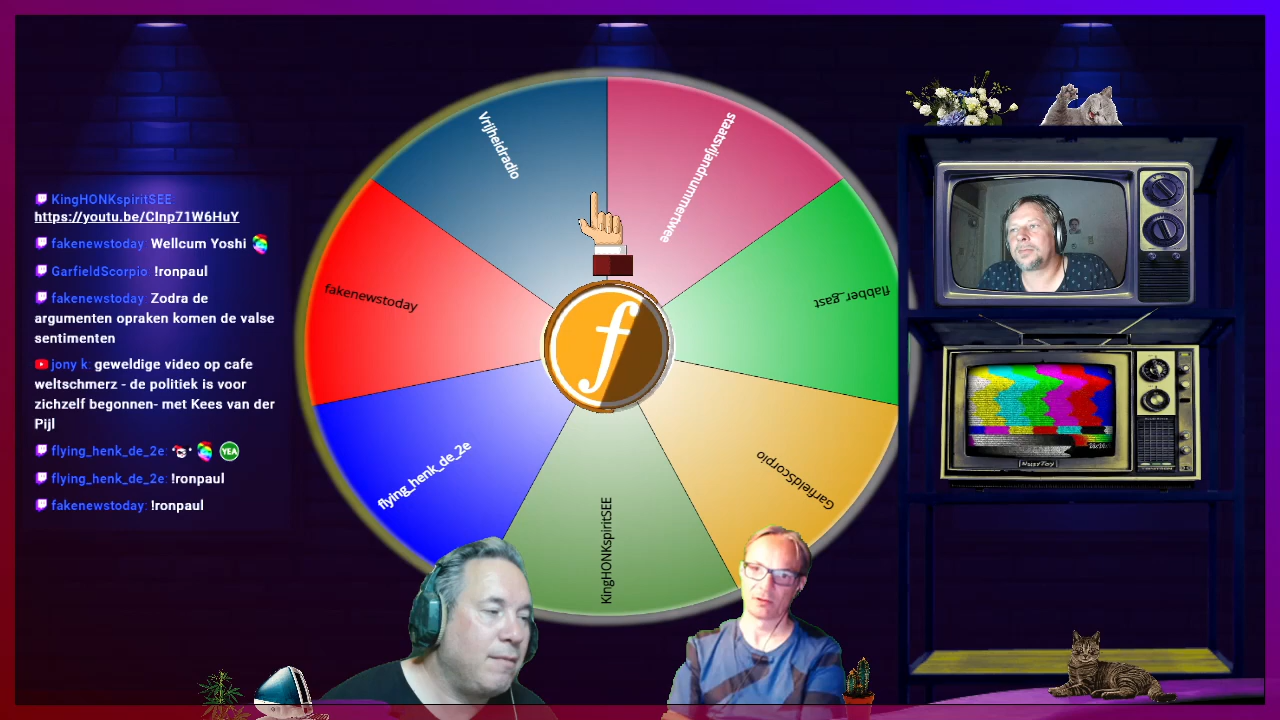 KingHONKspiritSEE
https://youtu.be/CInp71W6HuY
fakenewstoday: Wellcum Yoshi
GarfieldScorpio: !ronpaul
fakenewstoday: Zodra de
argumenten opraken komen de valse
sentimenten
jony k: geweldige video op cafe
weltschmerz - de politiek is voor
zichzelf begonnen- met Kees van der
Pijl
flying_henk_de_2e: YEA
flying_henk_de_2e: !ronpaul
fakenewstoday: !ronpaul
Vrijheidradio
staatsvijandnummertwee
flabber_gast
GarfieldScorpio
KingHONKspiritSEE
flying_henk_de_2e
fakenewstoday
f